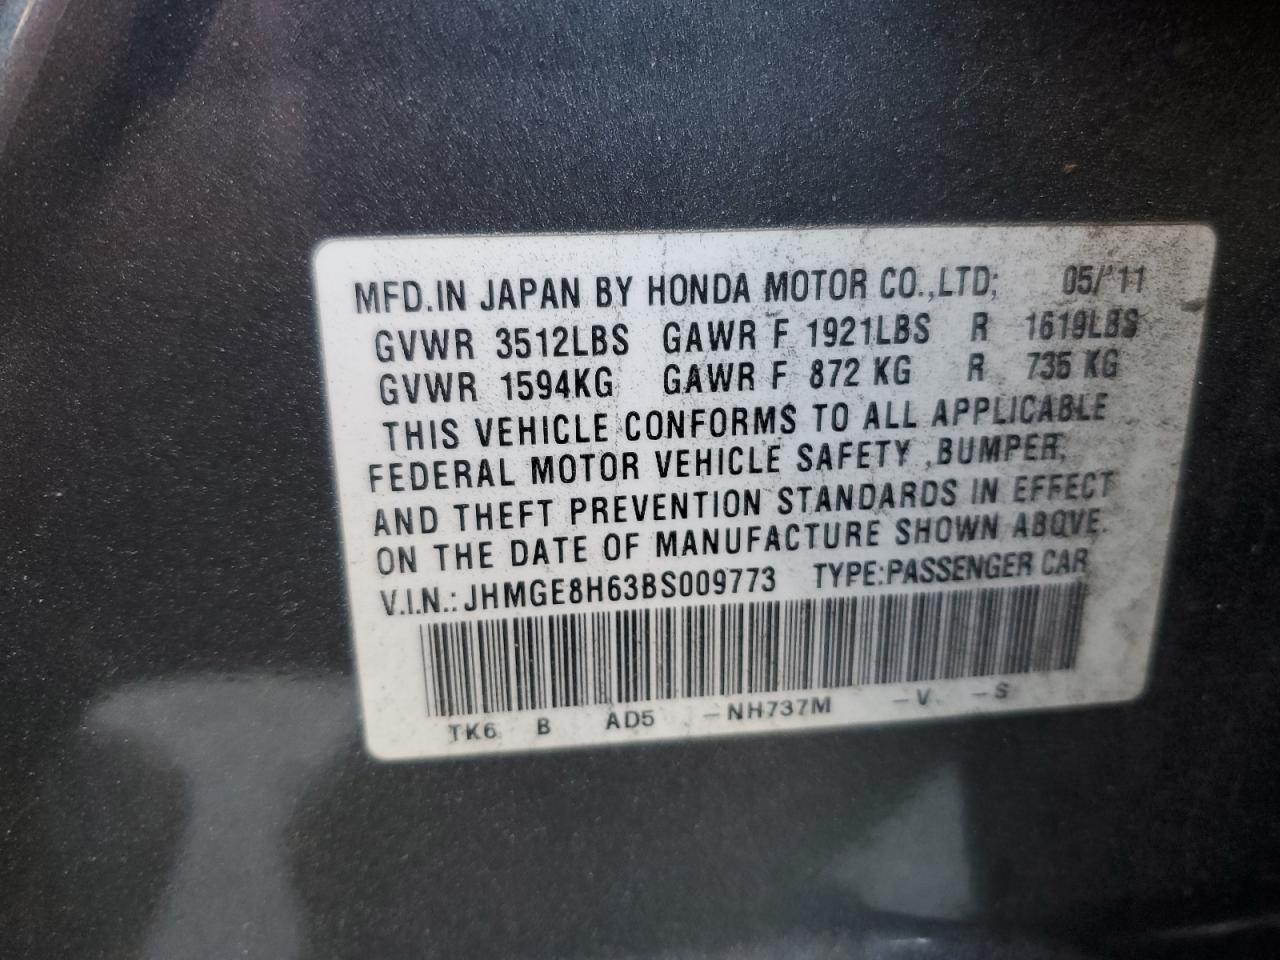 MFD.IN JAPAN BY HONDA MOTOR CO.,LTD; 05/'11
GVWR 3512LBS GAWR F 1921LBS R 1619LBS
GVWR 1594KG GAWR F 872 KG R 735 KG
THIS VEHICLE CONFORMS TO ALL APPLICABLE
FEDERAL MOTOR VEHICLE SAFETY ,BUMPER,
AND THEFT PREVENTION STANDARDS IN EFFECT
ON THE DATE OF MANUFACTURE SHOWN ABOVE.
V.I.N.: JHMGE8H63BS009773 TYPE:PASSENGER CAR
TK6 B AD5 -NH737M -V -S